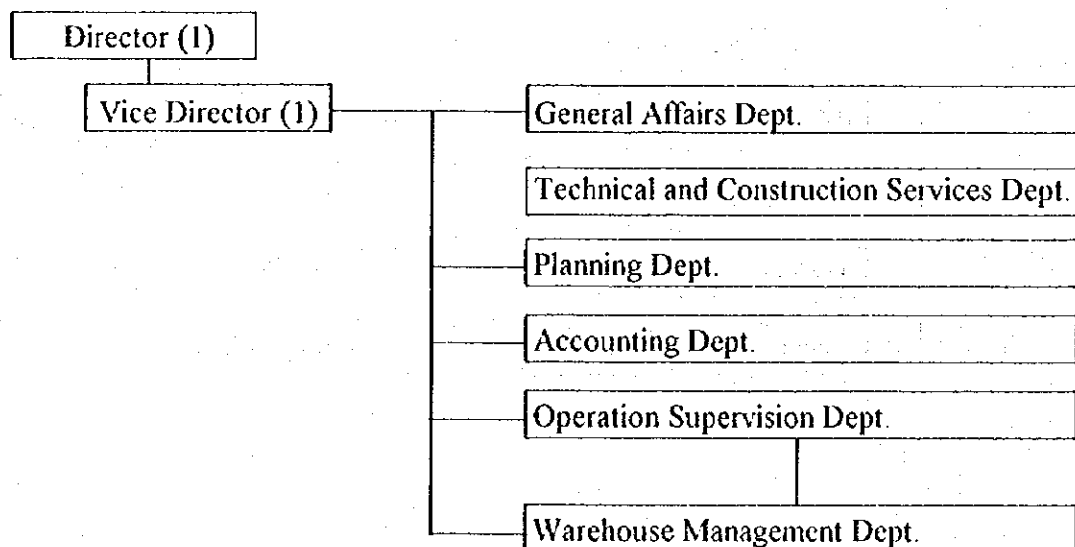 Director (1)
Vice Director (1)
General Affairs Dept.
Technical and Construction Services Dept.
Planning Dept.
Accounting Dept.
Operation Supervision Dept.
Warehouse Management Dept.